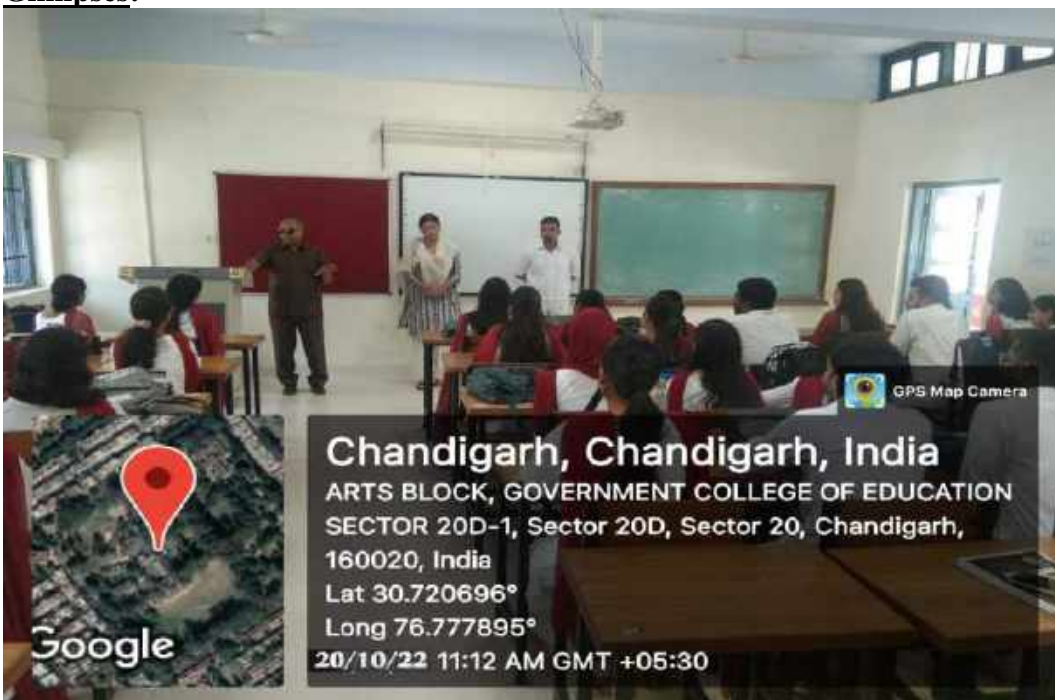 Glimpses:
GPS Map Camera
Chandigarh, Chandigarh, India
ARTS BLOCK, GOVERNMENT COLLEGE OF EDUCATION
SECTOR 20D-1, Sector 20D, Sector 20, Chandigarh,
160020, India
Lat 30.720696°
Long 76.777895°
20/10/22 11:12 AM GMT +05:30
Google